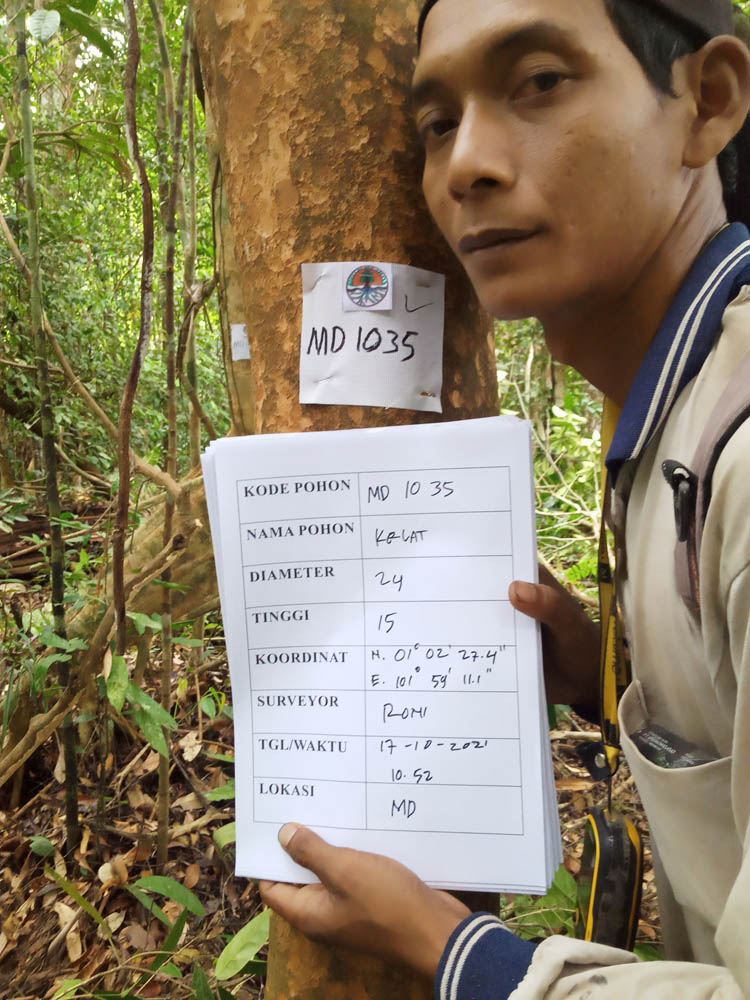 MD 1035
KODE POHON MD 10 35
NAMA POHON KELAT
DIAMETER 24
TINGGI 15
KOORDINAT N. 01° 02' 27.4"
E. 101° 59' 11.1"
SURVEYOR ROMI
TGL/WAKTU 17-10-2021
10.52
LOKASI MD